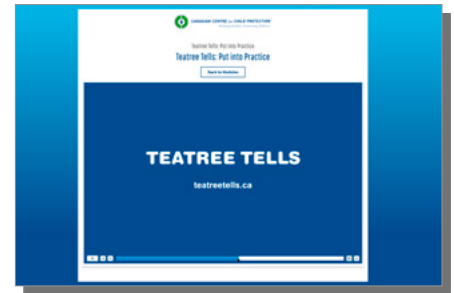 CANADIAN CENTRE for CHILD PROTECTION
Teatree Tells: Put into Practice
Teatree Tells: Put into Practice
Back to Modules
TEATREE TELLS
teatreetells.ca